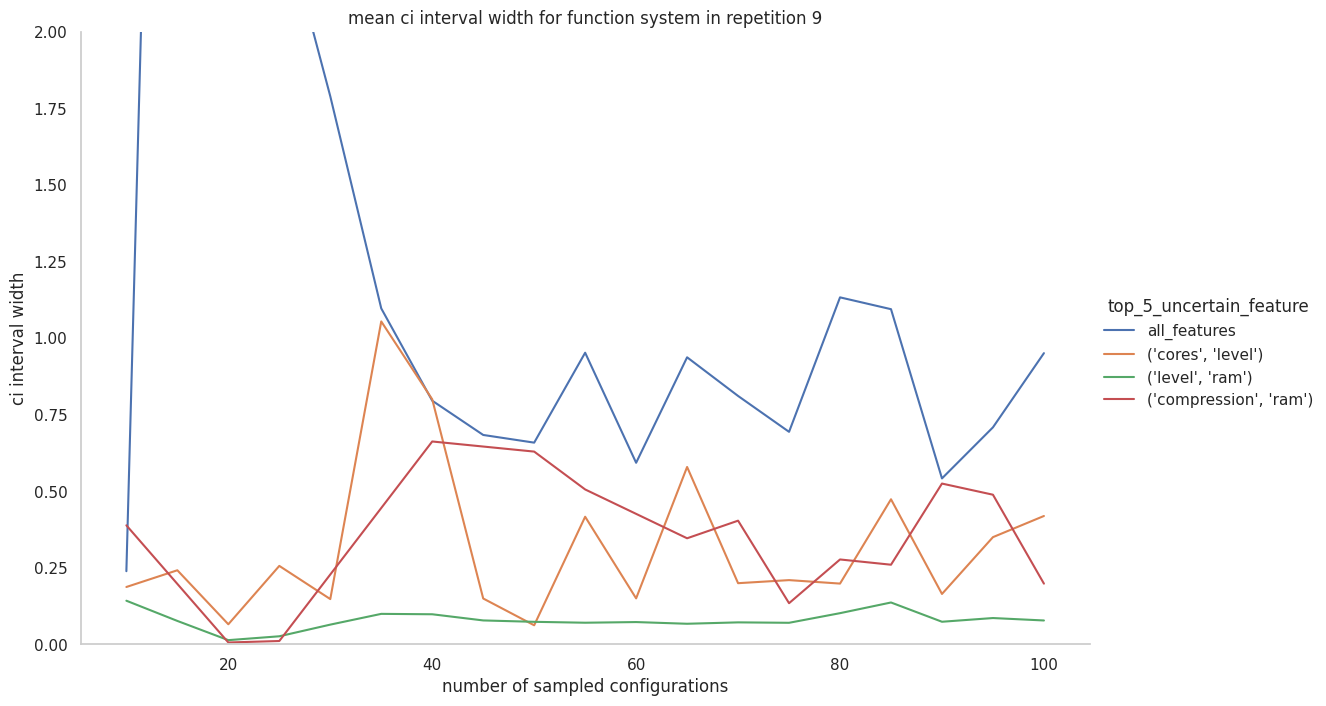 mean ci interval width for function system in repetition 9
2.00
1.75
1.50
1.25
1.00
0.75
0.50
0.25
0.00
ci interval width
20
40
60
80
100
number of sampled configurations
top_5_uncertain_feature
all_features
('cores', 'level')
('level', 'ram')
('compression', 'ram')